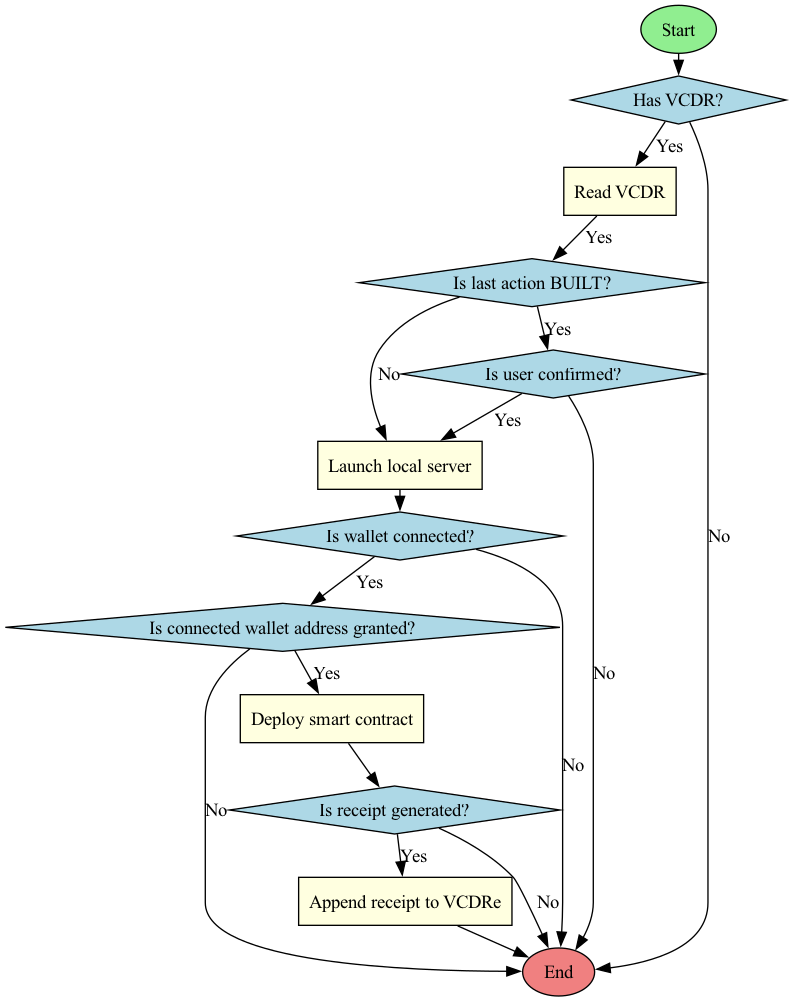 Start
Has VCDR?
Yes
Read VCDR
Yes
Is last action BUILT?
Yes
No
Is user confirmed?
Yes
Launch local server
Is wallet connected?
No
Yes
Is connected wallet address granted?
Yes
No
Deploy smart contract
No
No
Is receipt generated?
Yes
Append receipt to VCDRe
No
End